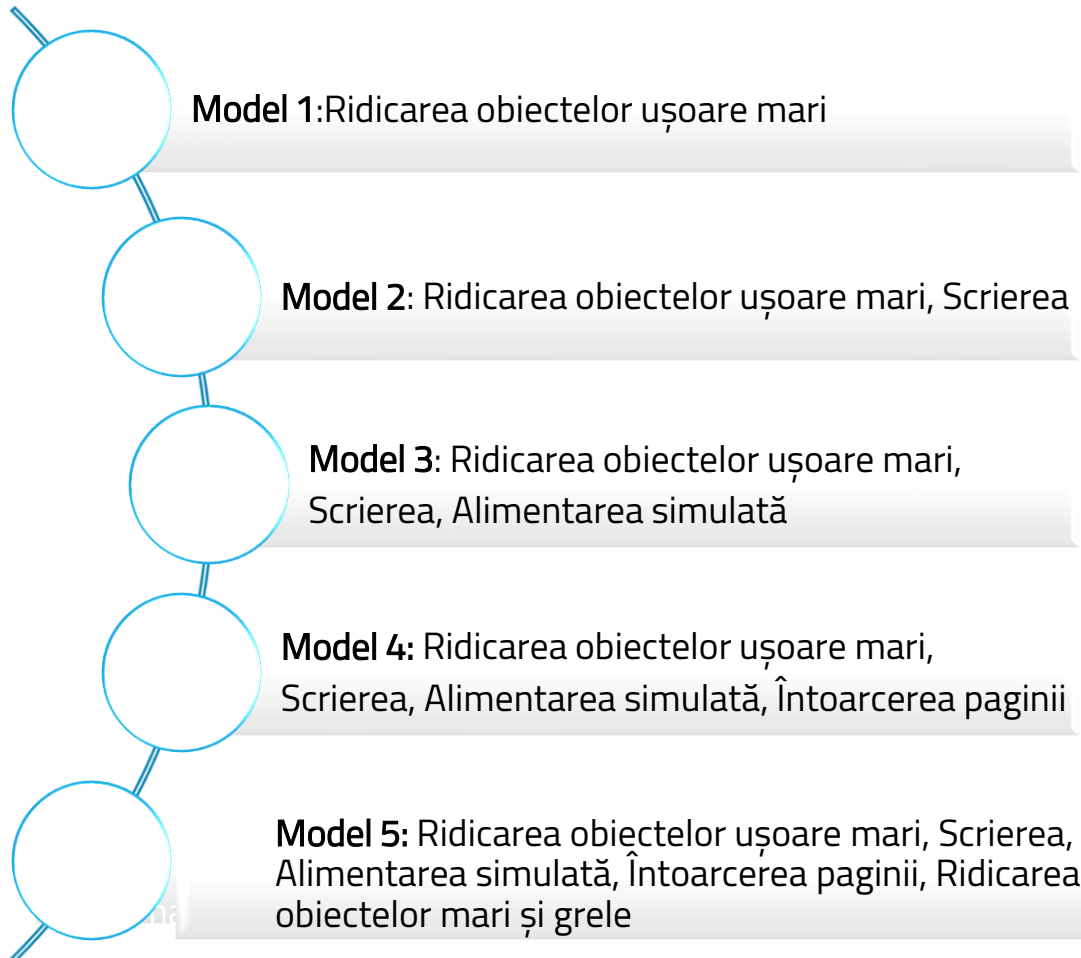 Model 1:Ridicarea obiectelor ușoare mari
Model 2: Ridicarea obiectelor ușoare mari, Scrierea
Model 3: Ridicarea obiectelor ușoare mari,
Scrierea, Alimentarea simulată
Model 4: Ridicarea obiectelor ușoare mari,
Scrierea, Alimentarea simulată, Întoarcerea paginii
Model 5: Ridicarea obiectelor ușoare mari, Scrierea,
Alimentarea simulată, Întoarcerea paginii, Ridicarea
obiectelor mari și grele